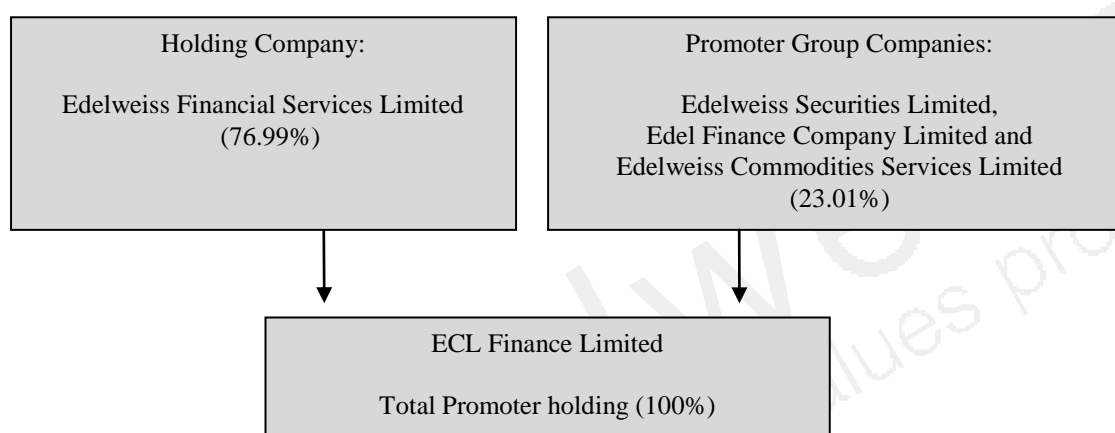 Holding Company:
Edelweiss Financial Services Limited
(76.99%)
Promoter Group Companies:
Edelweiss Securities Limited,
Edel Finance Company Limited and
Edelweiss Commodities Services Limited
(23.01%)
ECL Finance Limited
Total Promoter holding (100%)